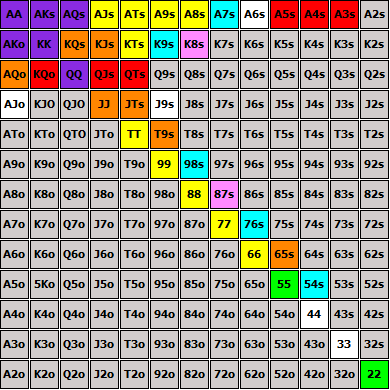 AA AKs AQs AJs ATs A9s A8s A7s A6s A5s A4s A3s A2s
AKo KK KQs KJs KTs K9s K8s K7s K6s K5s K4s K3s K2s
AQo KQo QQ QJs QTs Q9s Q8s Q7s Q6s Q5s Q4s Q3s Q2s
AJo KJO QJO JJ JTs J9s J8s J7s J6s J5s J4s J3s J2s
ATo KTo QTO JTo TT T9s T8s T7s T6s T5s T4s T3s T2s
A9o K9o Q9o J9o T9o 99 98s 97s 96s 95s 94s 93s 92s
A8o K8o Q8o J8o T8o 98o 88 87s 86s 85s 84s 83s 82s
A7o K7o Q7o J7o T7o 97o 87o 77 76s 75s 74s 73s 72s
A6o K6o Q6o J6o T6o 96o 86o 76o 66 65s 64s 63s 62s
A5o 5Ko Q5o J5o T5o 95o 85o 75o 65o 55 54s 53s 52s
A4o K4o Q4o J4o T4o 94o 84o 74o 64o 54o 44 43s 42s
A3o K3o Q3o J3o T3o 93o 83o 73o 63o 53o 43o 33 32s
A2o K2o Q2o J2o T2o 92o 82o 72o 62o 52o 42o 32o 22